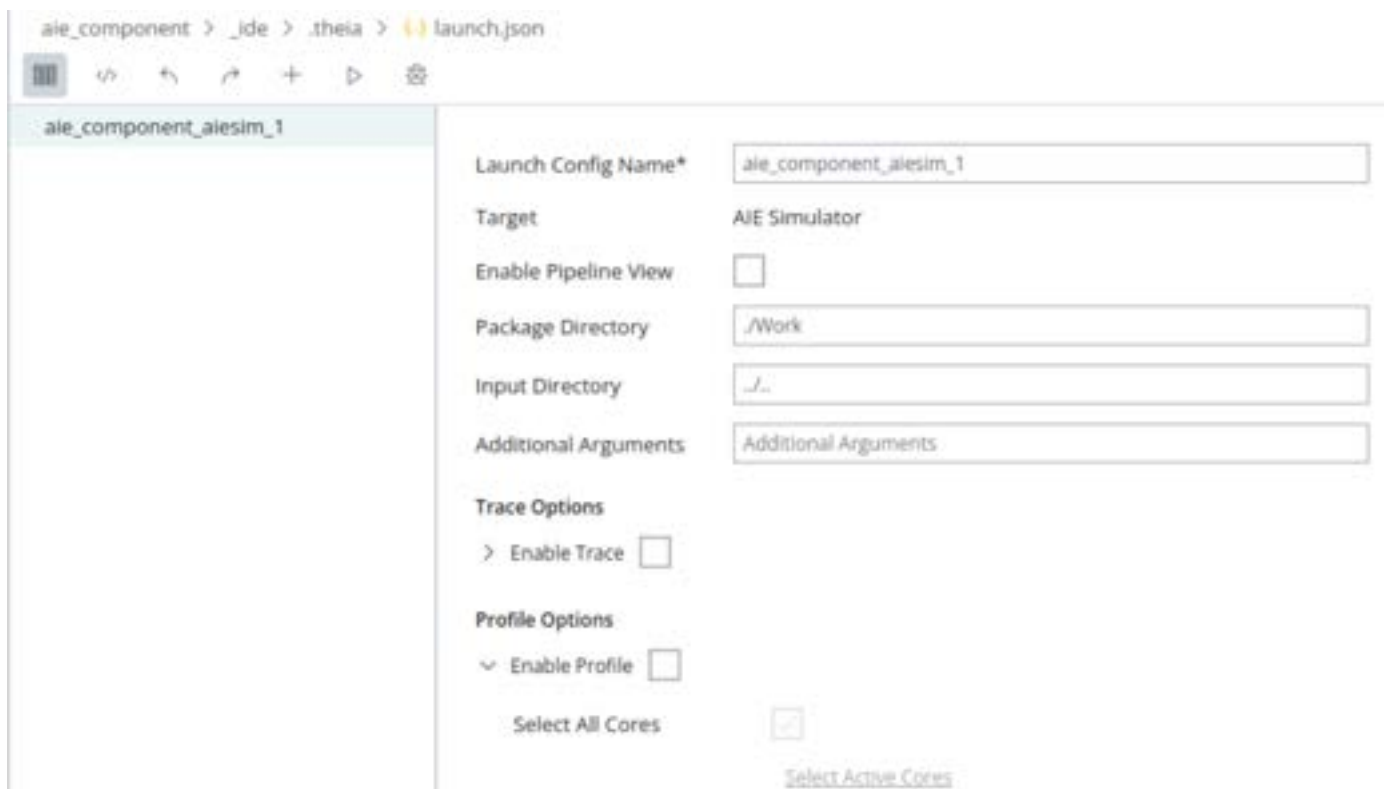 aie_component > _ide > .theia > {} launch.json
aie_component_aiesim_1
Launch Config Name* aie_component_aiesim_1
Target AIE Simulator
Enable Pipeline View
Package Directory ./Work
Input Directory ../..
Additional Arguments Additional Arguments
Trace Options
> Enable Trace
Profile Options
Enable Profile
Select All Cores
Select Active Cores